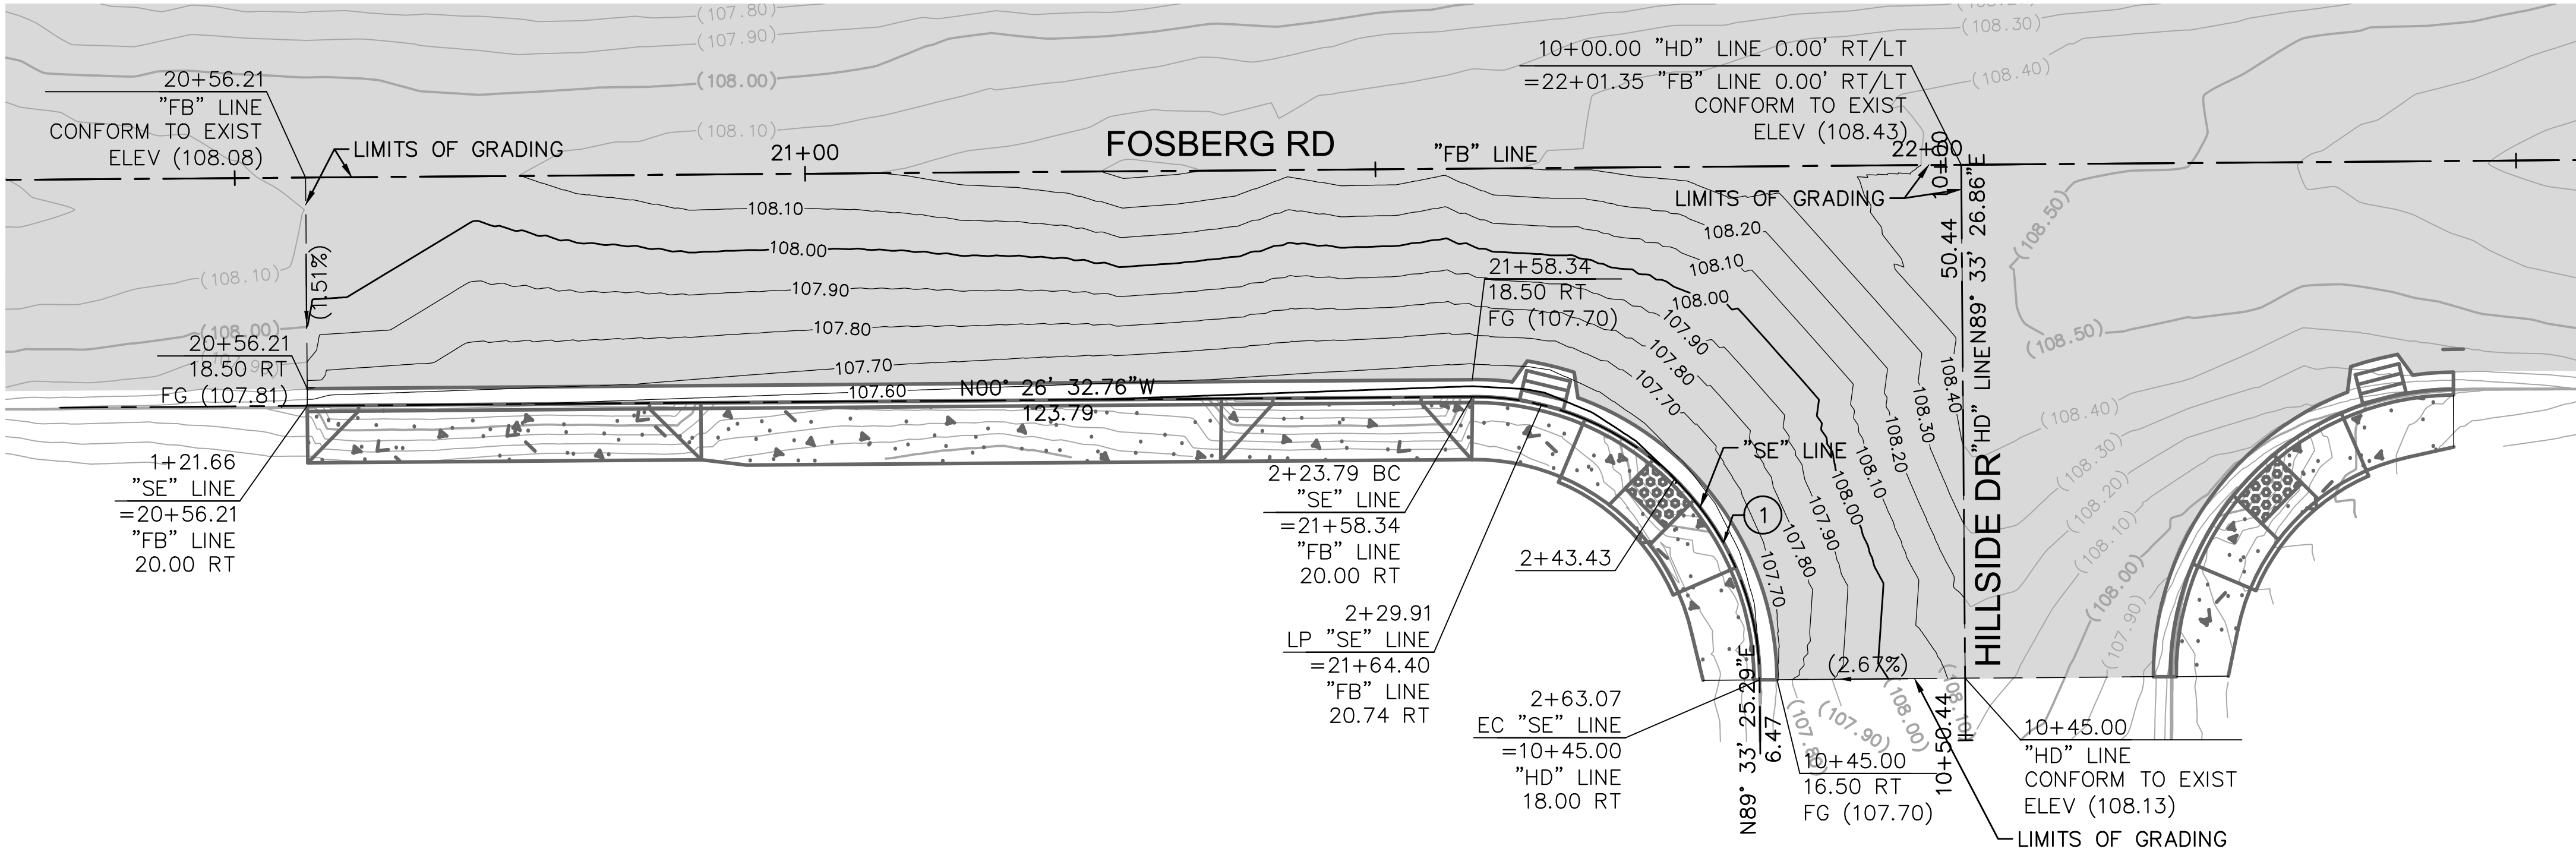 (107.80)
(107.90)
(108.00)
(108.10)
(108.30)
(108.40)
20+56.21
"FB" LINE
CONFORM TO EXIST
ELEV (108.08)
LIMITS OF GRADING
21+00
FOSBERG RD
"FB" LINE
10+00.00 "HD" LINE 0.00' RT/LT
=22+01.35 "FB" LINE 0.00' RT/LT
CONFORM TO EXIST
ELEV (108.43)
22+00
10+00
LIMITS OF GRADING
(108.10)
(108.00)
(1.51%)
108.10
108.00
107.90
107.80
107.70
107.60
20+56.21
18.50 RT
FG (107.81)
N00° 26' 32.76"W
123.79
21+58.34
18.50 RT
FG (107.70)
108.20
108.10
108.00
107.90
107.80
107.70
108.40
108.30
108.20
108.10
108.00
107.90
107.80
107.70
50.44
"HD" LINE N89° 33' 26.86"E
HILLSIDE DR
(108.50)
(108.50)
(108.40)
(108.30)
(108.20)
(108.10)
(108.00)
(107.90)
1+21.66
"SE" LINE
=20+56.21
"FB" LINE
20.00 RT
2+23.79 BC
"SE" LINE
=21+58.34
"FB" LINE
20.00 RT
"SE" LINE
1
2+43.43
2+29.91
LP "SE" LINE
=21+64.40
"FB" LINE
20.74 RT
2+63.07
EC "SE" LINE
=10+45.00
"HD" LINE
18.00 RT
N89° 33' 25.29"E
6.47
(2.67%)
(107.80)
(107.90)
(108.00)
(108.10)
10+45.00
16.50 RT
FG (107.70)
10+50.44
10+45.00
"HD" LINE
CONFORM TO EXIST
ELEV (108.13)
LIMITS OF GRADING